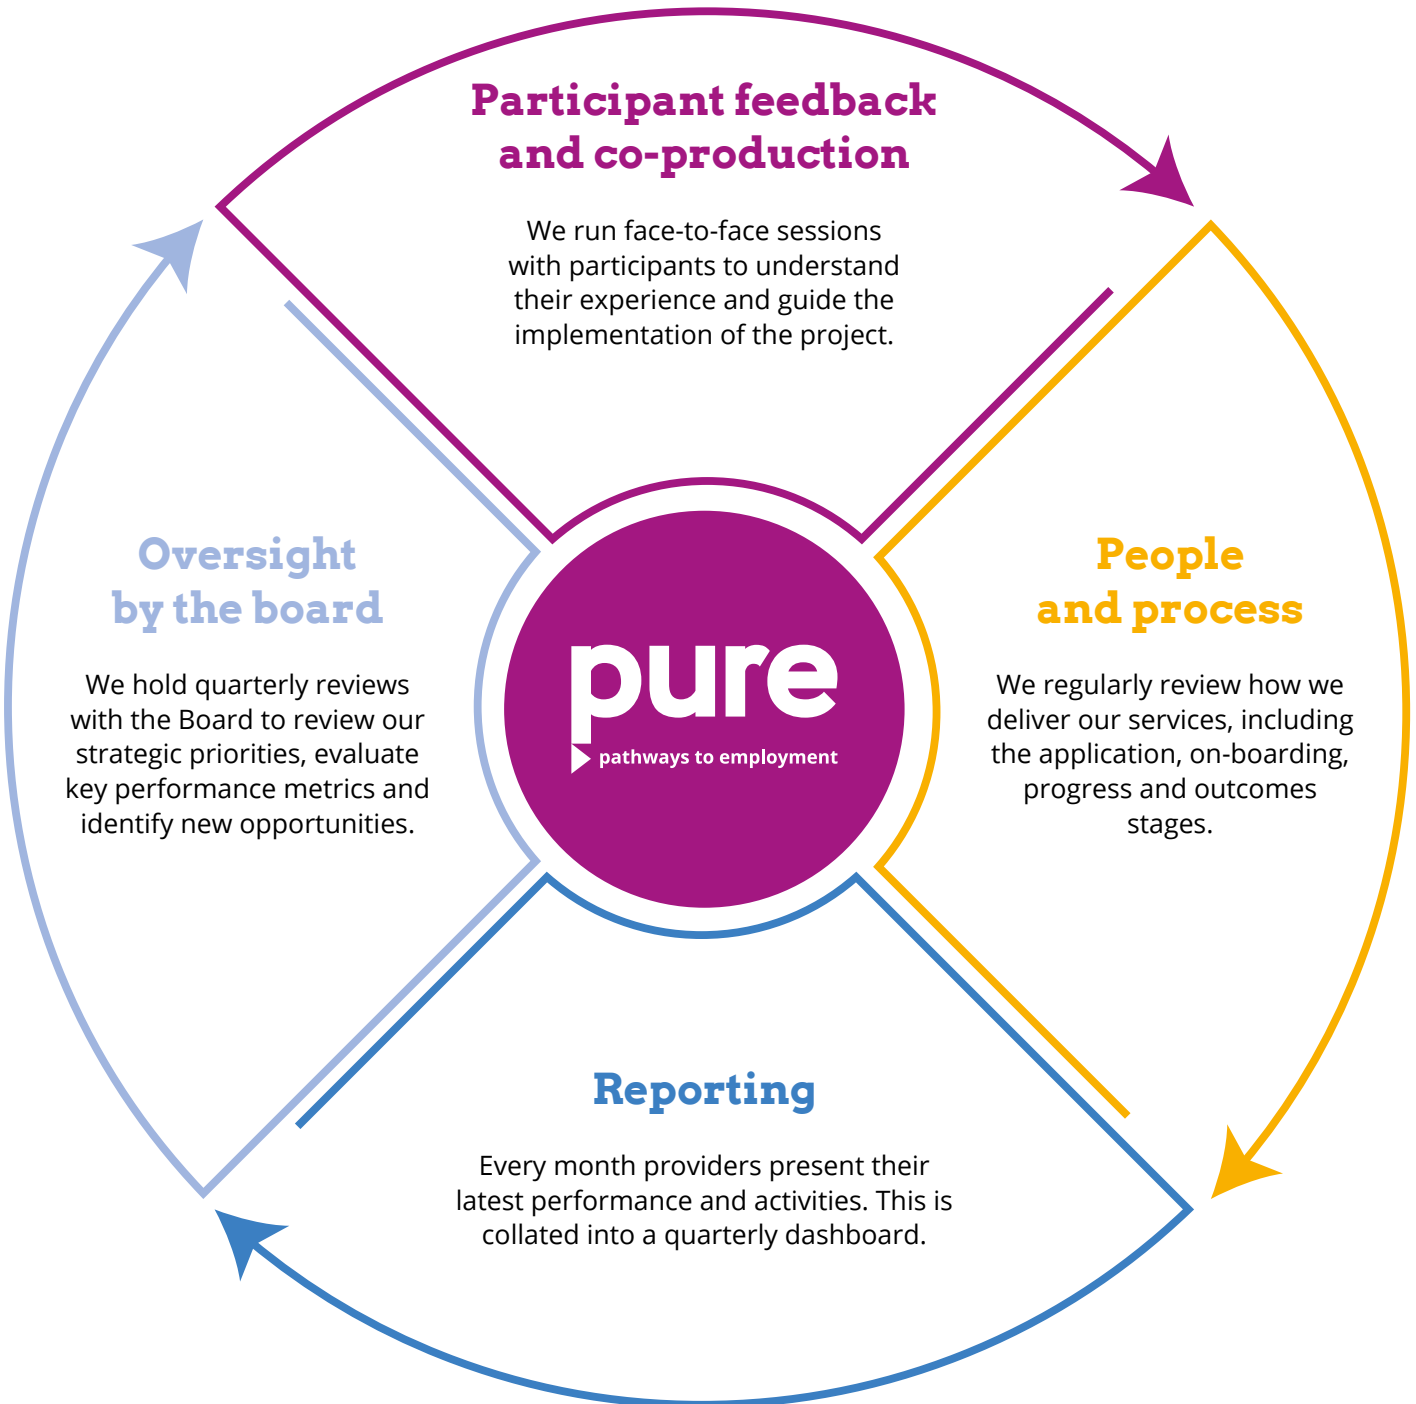 Participant feedback
and co-production
We run face-to-face sessions
with participants to understand
their experience and guide the
implementation of the project.
People
and process
We regularly review how we
deliver our services, including
the application, on-boarding,
progress and outcomes
stages.
Reporting
Every month providers present their
latest performance and activities. This is
collated into a quarterly dashboard.
Oversight
by the board
We hold quarterly reviews
with the Board to review our
strategic priorities, evaluate
key performance metrics and
identify new opportunities.
pure
pathways to employment